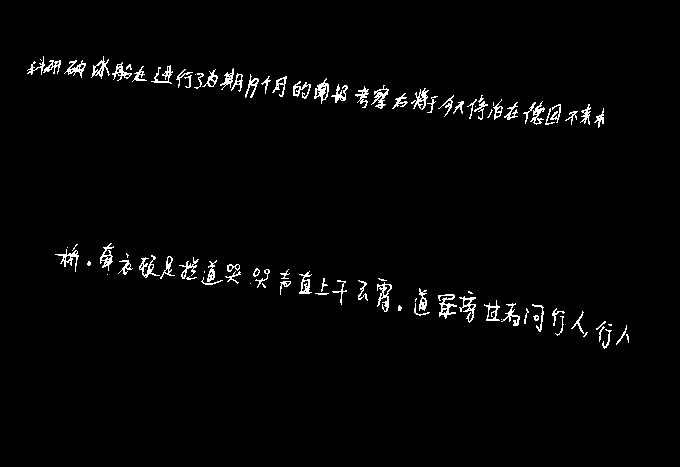 科研破冰船在进行了为期19个月的南极考察后将于今天停泊在德国不来梅
桥。牵衣顿足拦道哭哭声直上干云霄。道旁过者问行人,行人